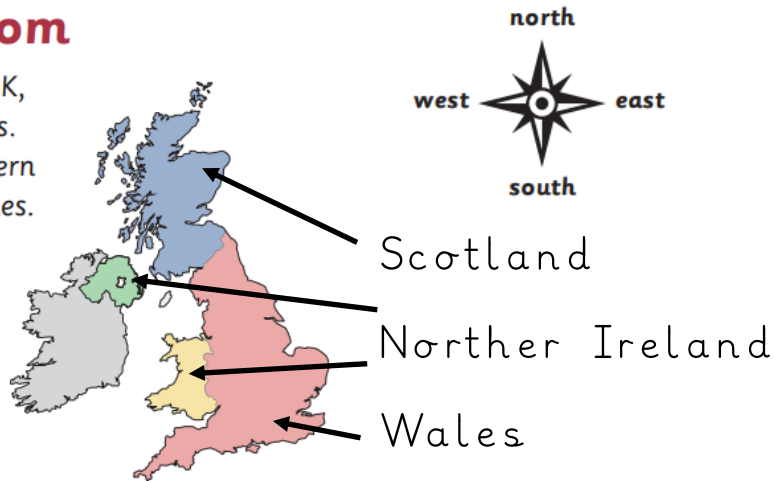 om
K,
s.
ern
es.
north
west east
south
Scotland
Norther Ireland
Wales